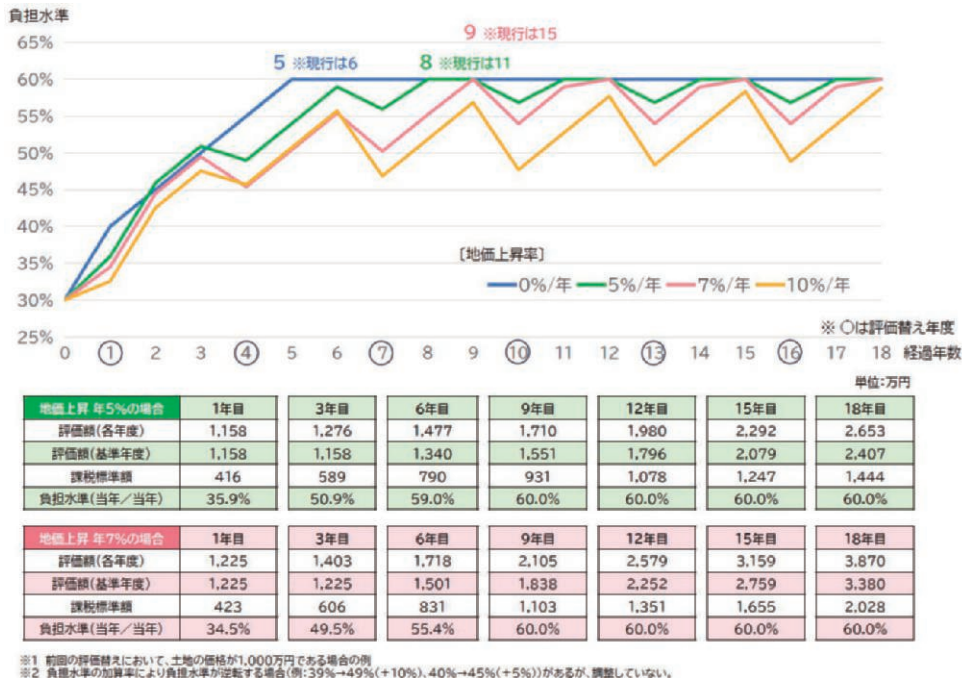 負担水準
9 ※現行は15
65%
5 ※現行は6
8 ※現行は11
60%
55%
50%
45%
40%
35%
30%
25%
〔地価上昇率〕
0%/年 5%/年 7%/年 10%/年
※ ○は評価替え年度
0 ① 2 3 ④ 5 6 ⑦ 8 9 ⑩ 11 12 ⑬ 14 15 ⑯ 17 18 経過年数
単位:万円
地価上昇 年5%の場合 1年目 3年目 6年目 9年目 12年目 15年目 18年目
評価額(各年度) 1,158 1,276 1,477 1,710 1,980 2,292 2,653
評価額(基準年度) 1,158 1,158 1,340 1,551 1,796 2,079 2,407
課税標準額 416 589 790 931 1,078 1,247 1,444
負担水準(当年/当年) 35.9% 50.9% 59.0% 60.0% 60.0% 60.0% 60.0%
地価上昇 年7%の場合 1年目 3年目 6年目 9年目 12年目 15年目 18年目
評価額(各年度) 1,225 1,403 1,718 2,105 2,579 3,159 3,870
評価額(基準年度) 1,225 1,225 1,501 1,838 2,252 2,759 3,380
課税標準額 423 606 831 1,103 1,351 1,655 2,028
負担水準(当年/当年) 34.5% 49.5% 55.4% 60.0% 60.0% 60.0% 60.0%
※1 前回の評価替えにおいて、土地の価格が1,000万円である場合の例
※2 負担水準の加算率により負担水準が逆転する場合(例:39%→49%(+10%)、40%→45%(+5%))があるが、調整していない。